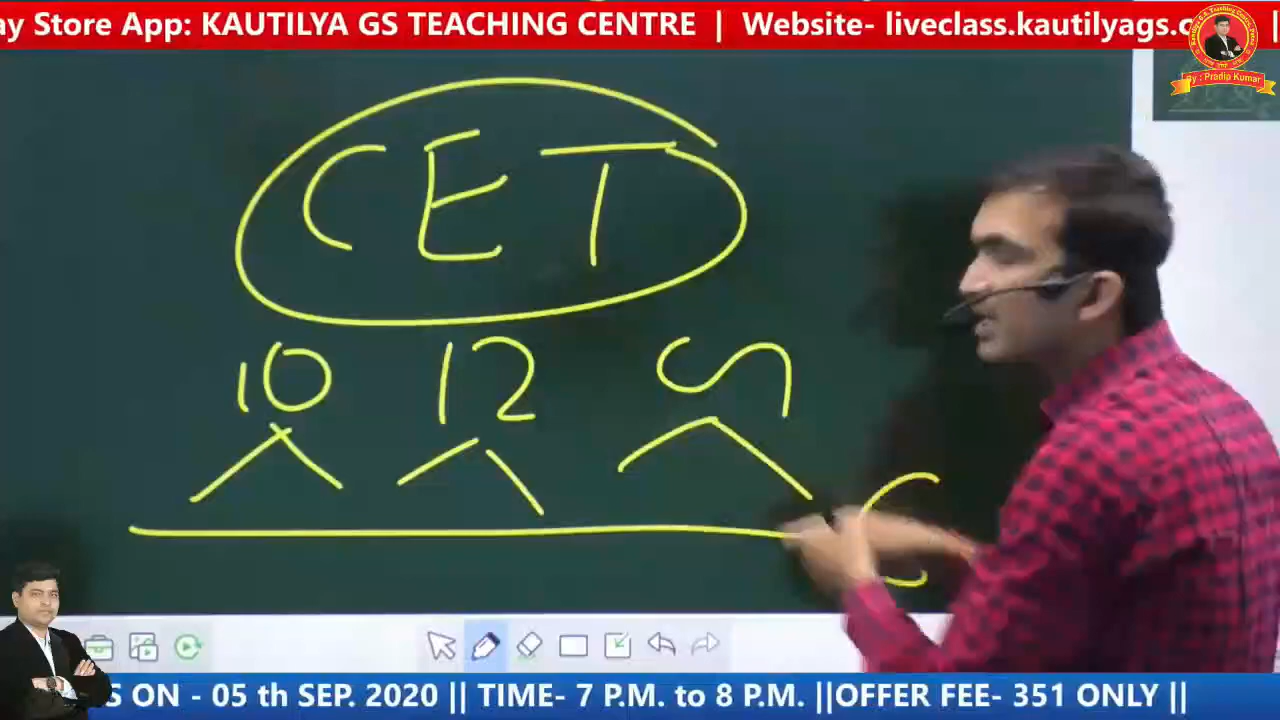 ay Store App: KAUTILYA GS TEACHING CENTRE | Website- liveclass.kautilyags.c |
By : Pradip Kumar
CET
10 12 G
C
S ON - 05 th SEP. 2020 || TIME- 7 P.M. to 8 P.M. ||OFFER FEE- 351 ONLY ||